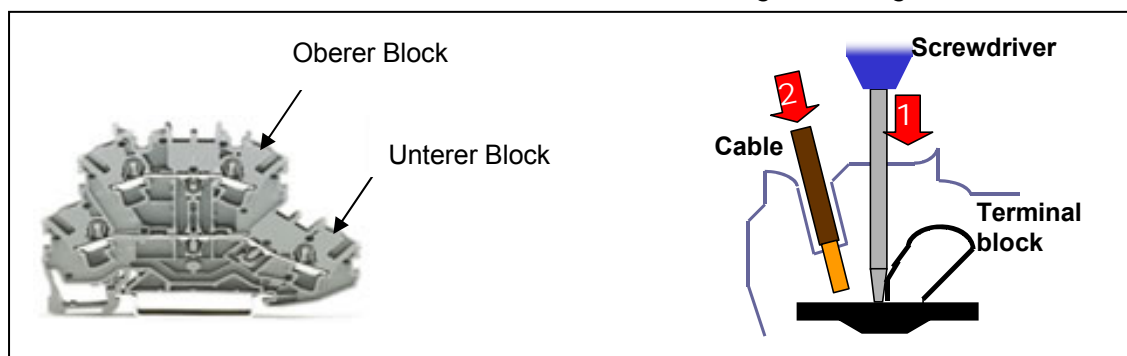 Oberer Block
Unterer Block
Screwdriver
2
1
Cable
Terminal
block